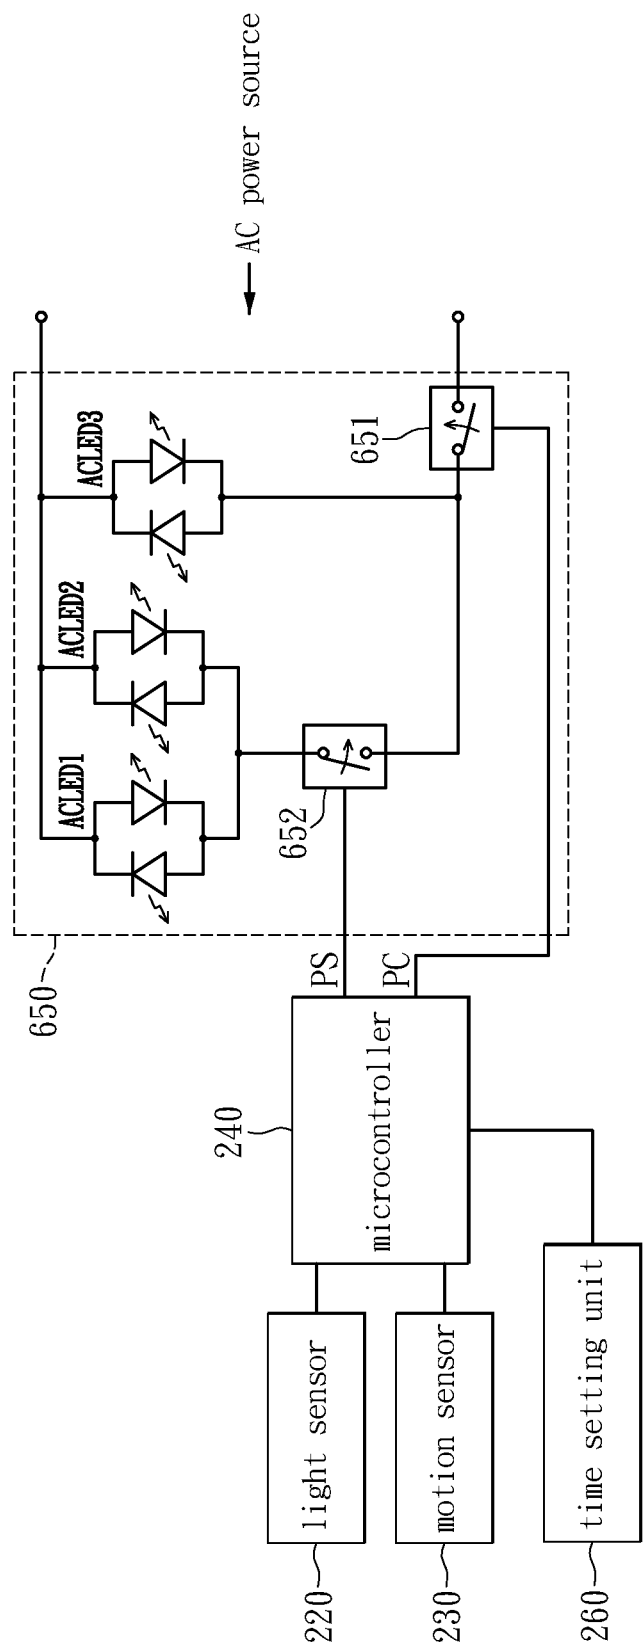 220
light sensor
230
motion sensor
260
time setting unit
240
microcontroller
PS
PC
650
ACLED1
ACLED2
ACLED3
652
651
AC power source